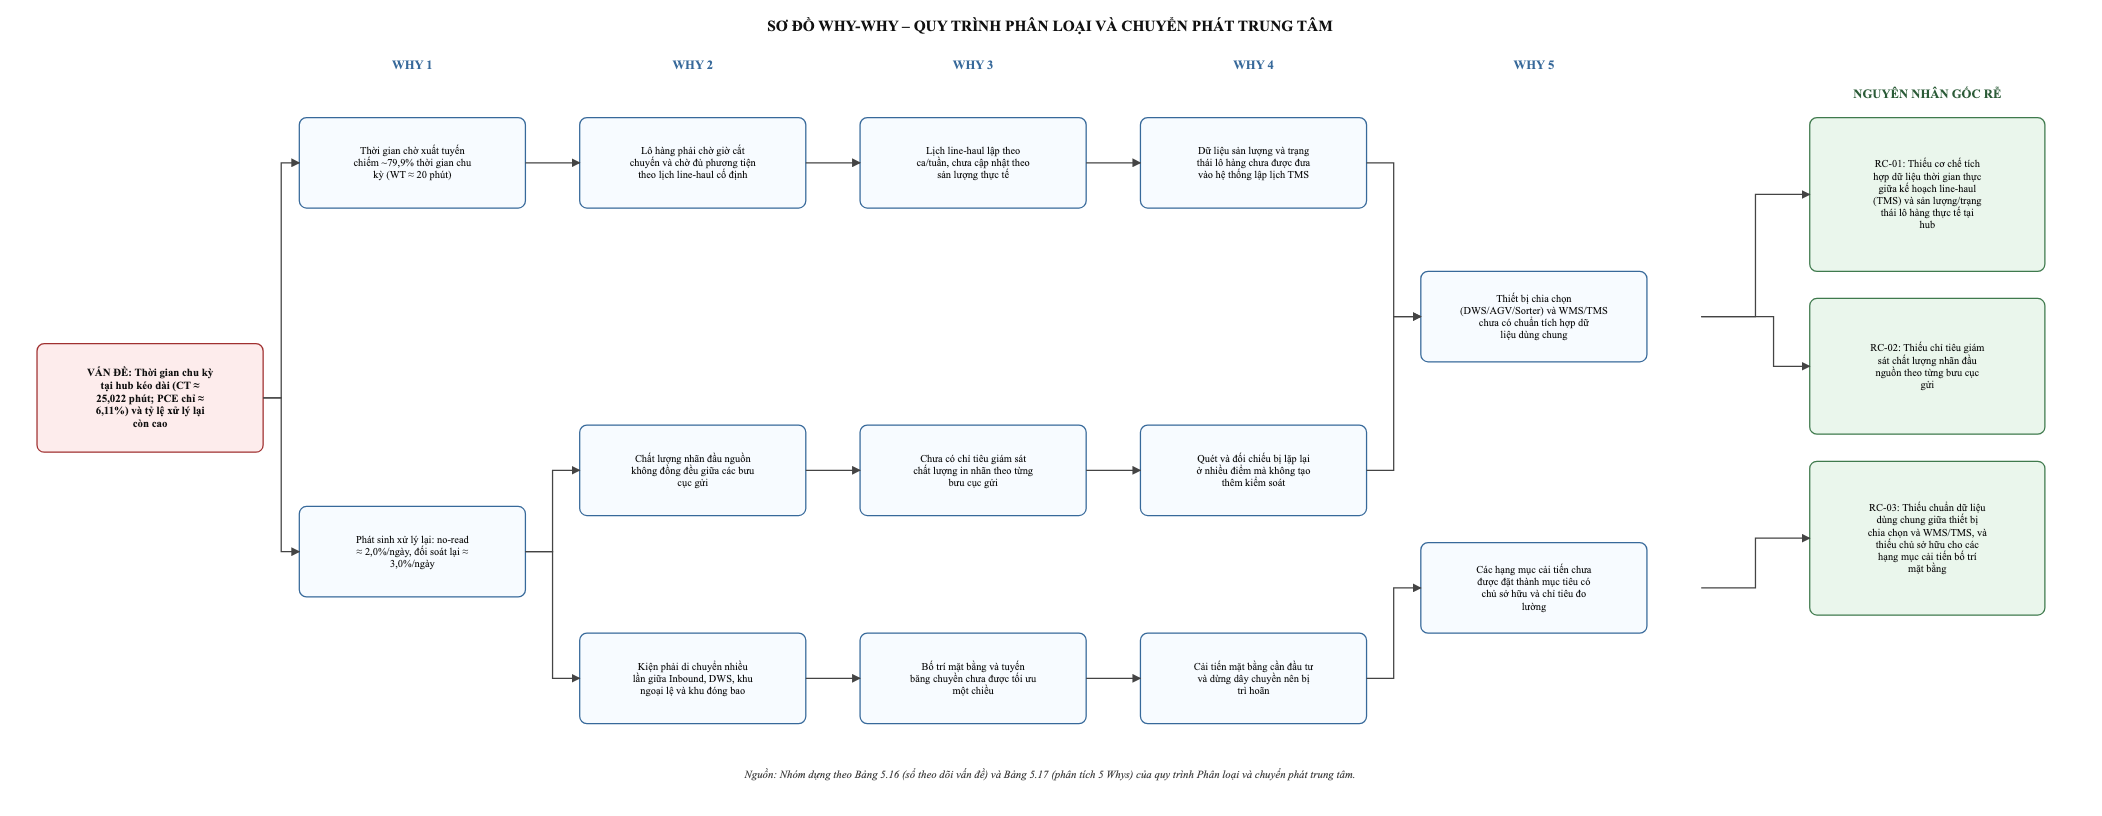 SƠ ĐỒ WHY-WHY – QUY TRÌNH PHÂN LOẠI VÀ CHUYỂN PHÁT TRUNG TÂM
WHY 1
WHY 2
WHY 3
WHY 4
WHY 5
NGUYÊN NHÂN GỐC RỄ
VẤN ĐỀ: Thời gian chu kỳ
tại hub kéo dài (CT ≈
25,022 phút; PCE chỉ ≈
6,11%) và tỷ lệ xử lý lại
còn cao
Thời gian chờ xuất tuyến
chiếm ~79,9% thời gian chu
kỳ (WT ≈ 20 phút)
Lô hàng phải chờ giờ cắt
chuyến và chờ đủ phương tiện
theo lịch line-haul cố định
Lịch line-haul lập theo
ca/tuần, chưa cập nhật theo
sản lượng thực tế
Dữ liệu sản lượng và trạng
thái lô hàng chưa được đưa
vào hệ thống lập lịch TMS
Thiết bị chia chọn
(DWS/AGV/Sorter) và WMS/TMS
chưa có chuẩn tích hợp dữ
liệu dùng chung
RC-01: Thiếu cơ chế tích
hợp dữ liệu thời gian thực
giữa kế hoạch line-haul
(TMS) và sản lượng/trạng
thái lô hàng thực tế tại
hub
RC-02: Thiếu chỉ tiêu giám
sát chất lượng nhãn đầu
nguồn theo từng bưu cục
gửi
Phát sinh xử lý lại: no-read
≈ 2,0%/ngày, đối soát lại ≈
3,0%/ngày
Chất lượng nhãn đầu nguồn
không đồng đều giữa các bưu
cục gửi
Chưa có chỉ tiêu giám sát
chất lượng in nhãn theo từng
bưu cục gửi
Quét và đối chiếu bị lặp lại
ở nhiều điểm mà không tạo
thêm kiểm soát
RC-03: Thiếu chuẩn dữ liệu
dùng chung giữa thiết bị
chia chọn và WMS/TMS, và
thiếu chủ sở hữu cho các
hạng mục cải tiến bố trí
mặt bằng
Kiện phải di chuyển nhiều
lần giữa Inbound, DWS, khu
ngoại lệ và khu đóng bao
Bố trí mặt bằng và tuyến
băng chuyền chưa được tối ưu
một chiều
Cải tiến mặt bằng cần đầu tư
và dừng dây chuyền nên bị
trì hoãn
Các hạng mục cải tiến chưa
được đặt thành mục tiêu có
chủ sở hữu và chỉ tiêu đo
lường
Nguồn: Nhóm dựng theo Bảng 5.16 (sổ theo dõi vấn đề) và Bảng 5.17 (phân tích 5 Whys) của quy trình Phân loại và chuyển phát trung tâm.